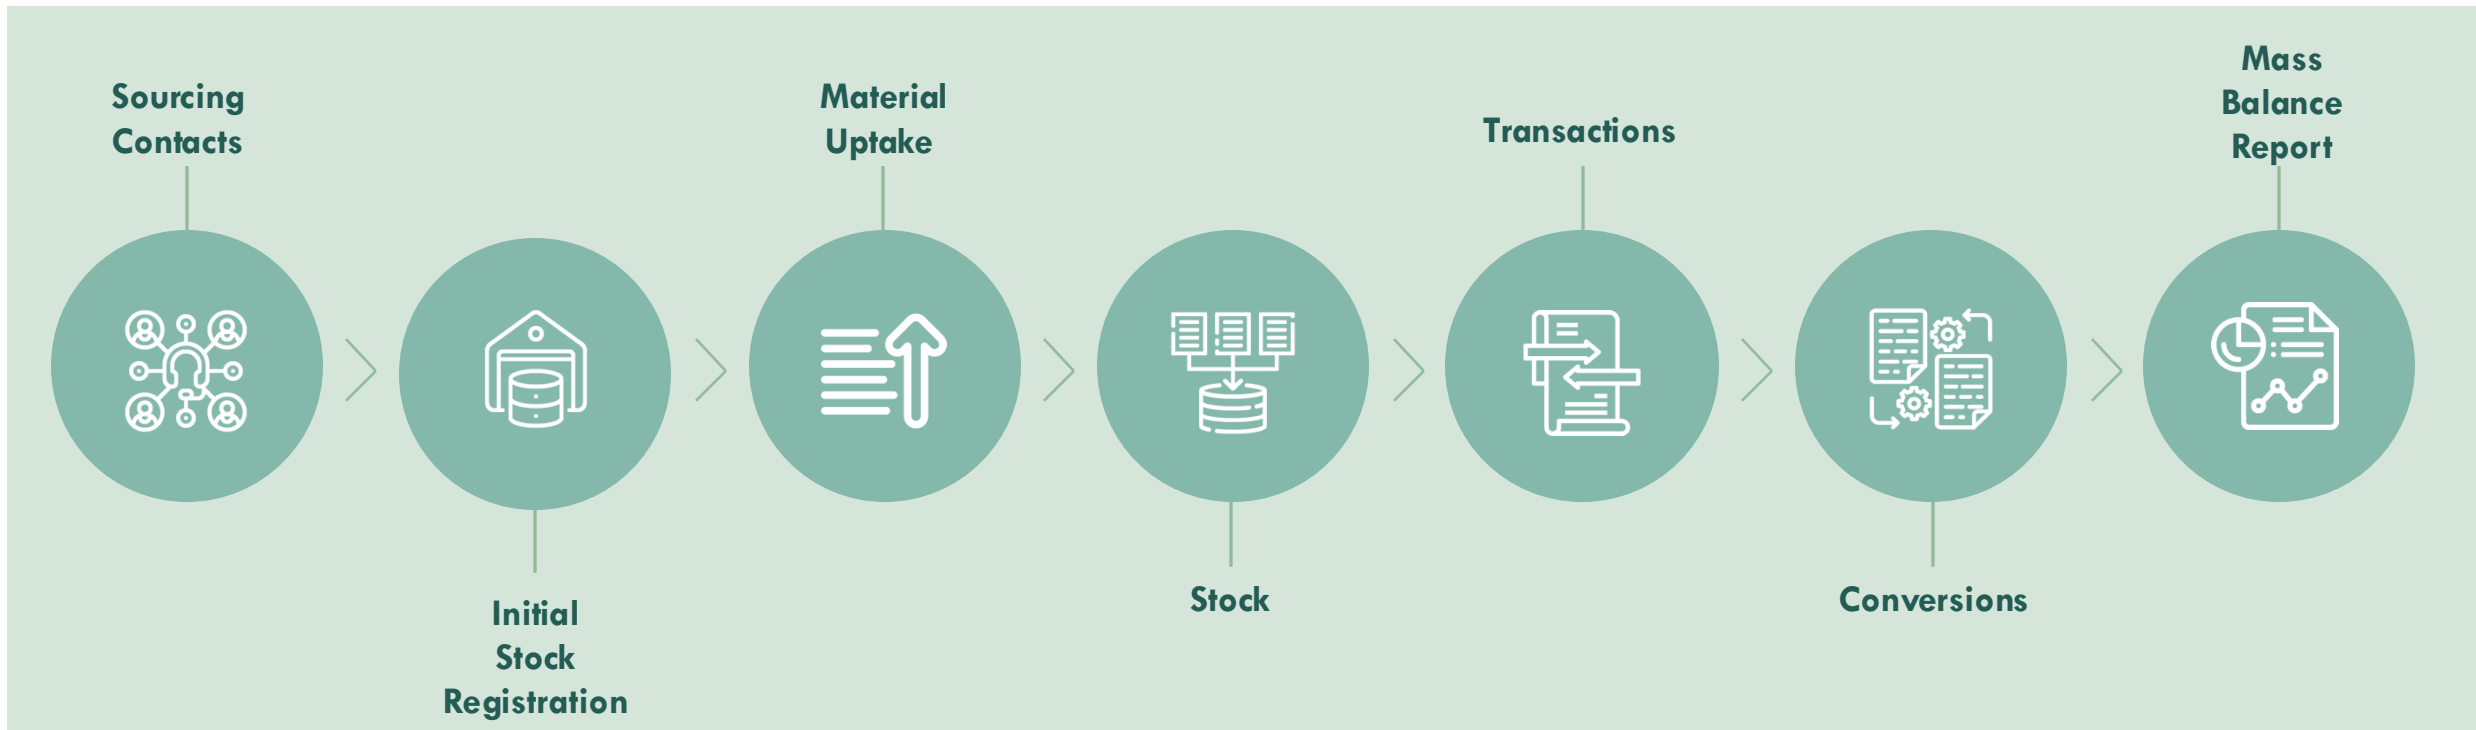 Sourcing
Contacts
Initial
Stock
Registration
Material
Uptake
Stock
Transactions
Conversions
Mass
Balance
Report